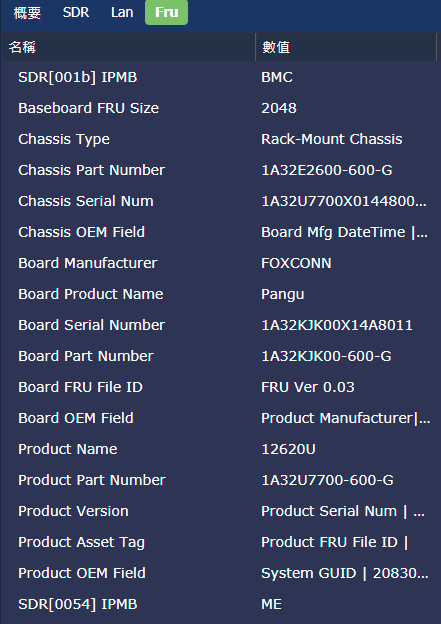 概要 SDR Lan Fru
名稱 數值
SDR[001b] IPMB BMC
Baseboard FRU Size 2048
Chassis Type Rack-Mount Chassis
Chassis Part Number 1A32E2600-600-G
Chassis Serial Num 1A32U7700X0144800...
Chassis OEM Field Board Mfg DateTime |...
Board Manufacturer FOXCONN
Board Product Name Pangu
Board Serial Number 1A32KJK00X14A8011
Board Part Number 1A32KJK00-600-G
Board FRU File ID FRU Ver 0.03
Board OEM Field Product Manufacturer|...
Product Name 12620U
Product Part Number 1A32U7700-600-G
Product Version Product Serial Num | ...
Product Asset Tag Product FRU File ID |
Product OEM Field System GUID | 20830...
SDR[0054] IPMB ME